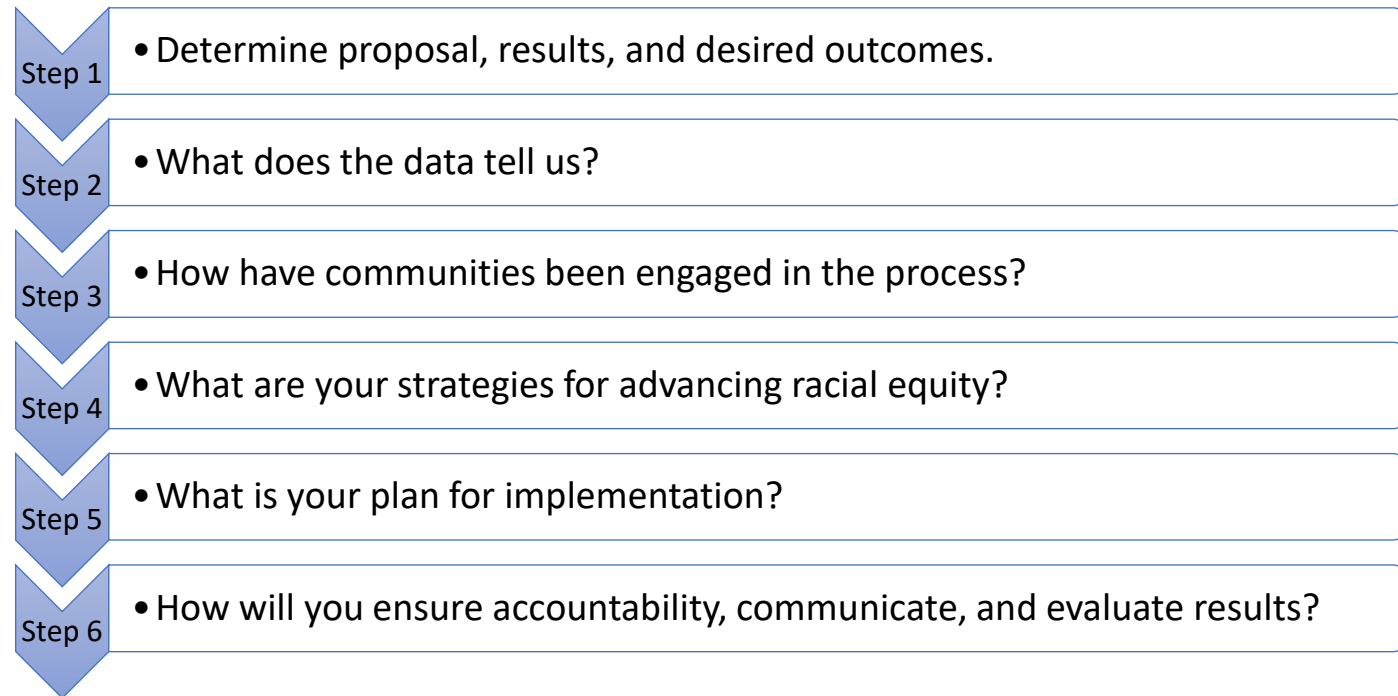 Step 1
• Determine proposal, results, and desired outcomes.
Step 2
• What does the data tell us?
Step 3
• How have communities been engaged in the process?
Step 4
• What are your strategies for advancing racial equity?
Step 5
• What is your plan for implementation?
Step 6
• How will you ensure accountability, communicate, and evaluate results?